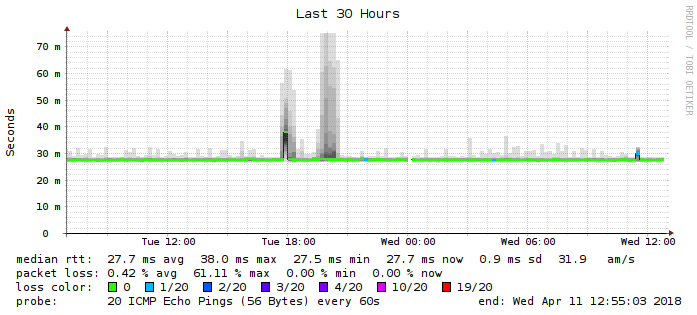 Last 30 Hours
RRDTOOL / TOBI OETIKER
Seconds
70 m
60 m
50 m
40 m
30 m
20 m
10 m
0
Tue 12:00 Tue 18:00 Wed 00:00 Wed 06:00 Wed 12:00
median rtt: 27.7 ms avg 38.0 ms max 27.5 ms min 27.7 ms now 0.9 ms sd 31.9 am/s
packet loss: 0.42 % avg 61.11 % max 0.00 % min 0.00 % now
loss color: 0 1/20 2/20 3/20 4/20 10/20 19/20
probe: 20 ICMP Echo Pings (56 Bytes) every 60s end: Wed Apr 11 12:55:03 2018